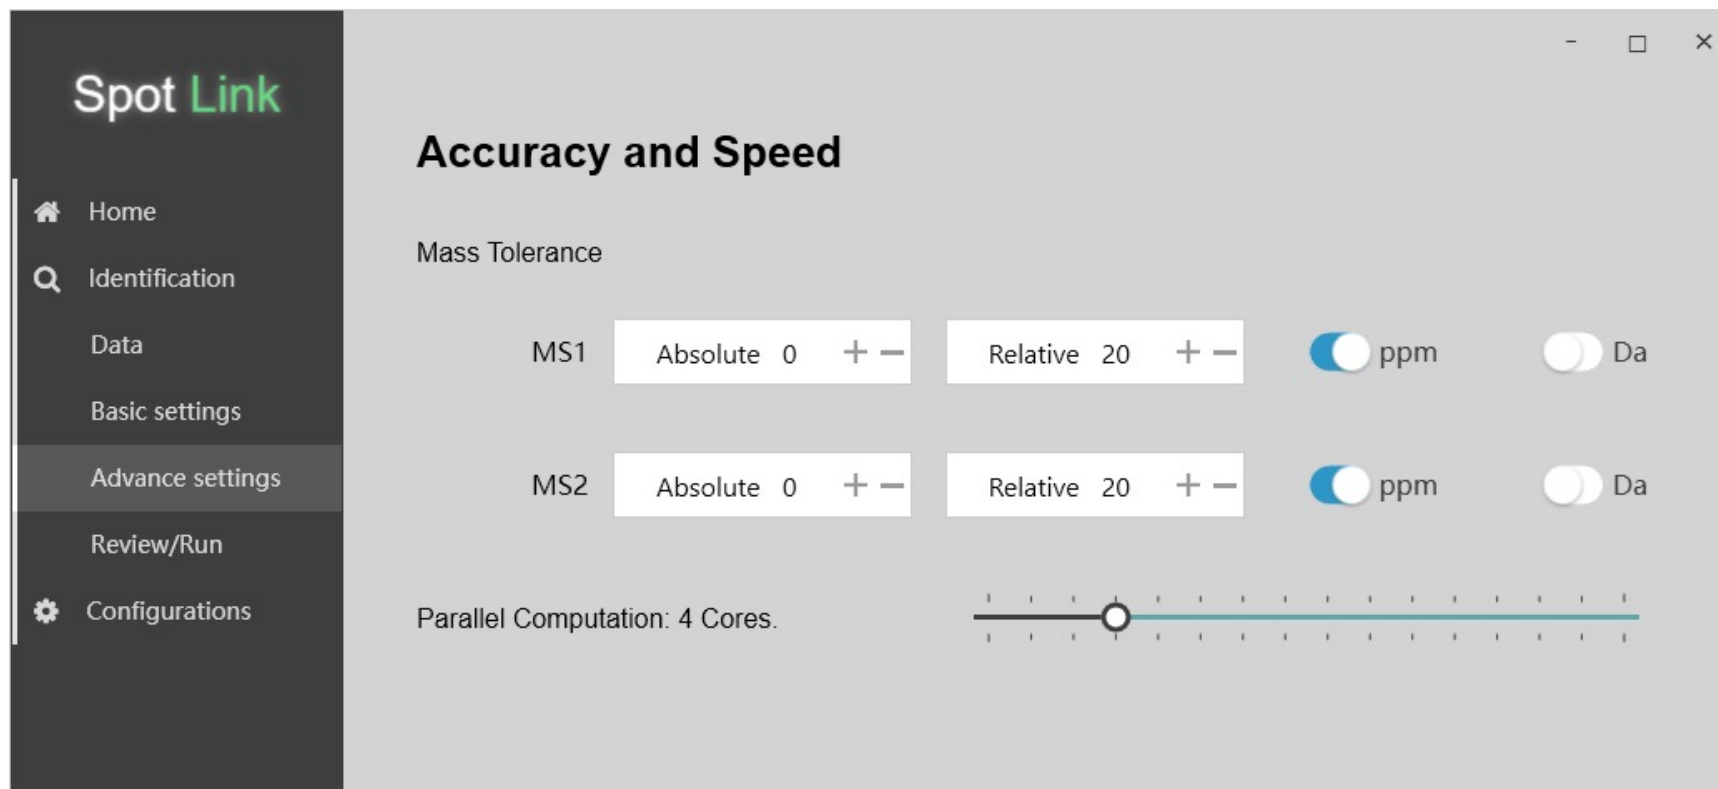 Spot Link
Home
Identification
Data
Basic settings
Advance settings
Review/Run
Configurations
Accuracy and Speed
Mass Tolerance
MS1 Absolute 0 + − Relative 20 + − ppm Da
MS2 Absolute 0 + − Relative 20 + − ppm Da
Parallel Computation: 4 Cores.